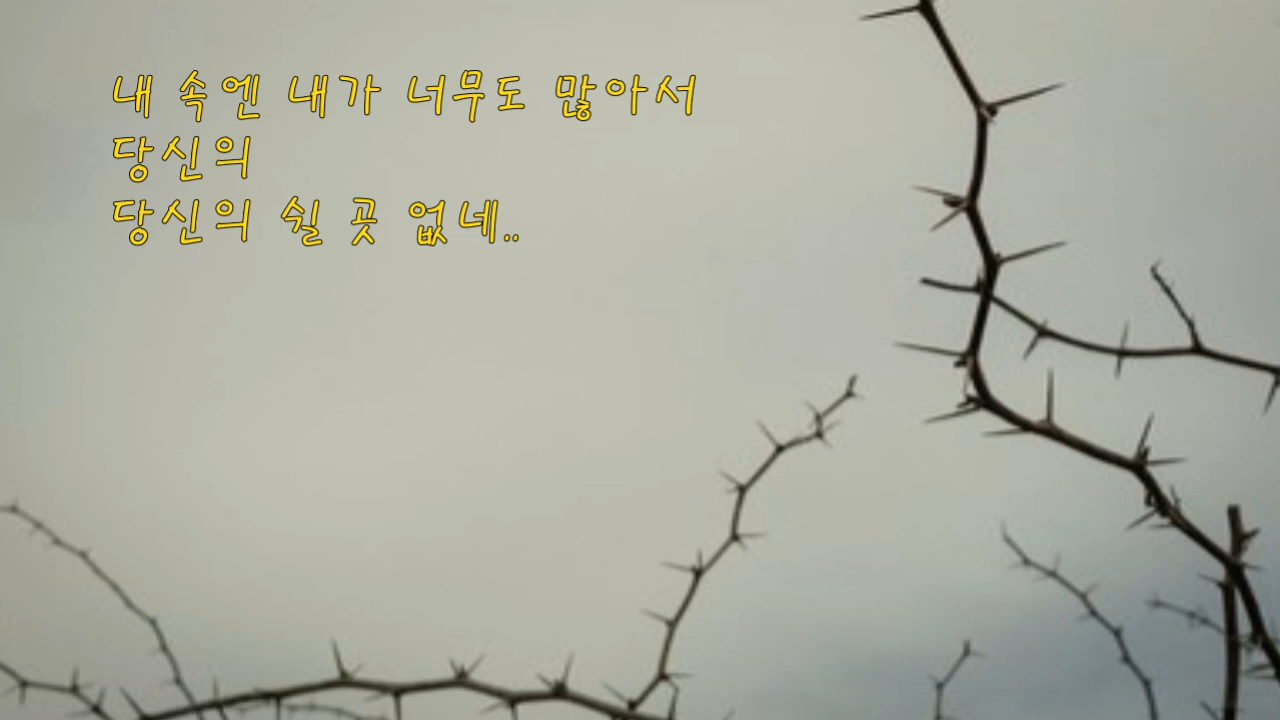 내 속엔 내가 너무도 많아서
당신의
당신의 쉴 곳 없네..